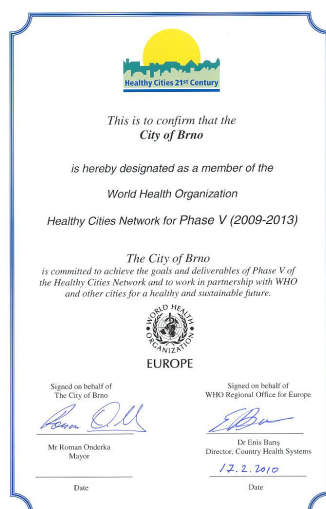 Healthy Cities 21st Century
This is to confirm that the
City of Brno
is hereby designated as a member of the
World Health Organization
Healthy Cities Network for Phase V (2009-2013)
The City of Brno
is committed to achieve the goals and deliverables of Phase V of
the Healthy Cities Network and to work in partnership with WHO
and other cities for a healthy and sustainable future.
WORLD HEALTH
ORGANIZATION
EUROPE
Signed on behalf of
The City of Brno
Mr Roman Onderka
Mayor
Date
Signed on behalf of
WHO Regional Office for Europe
Dr Enis Barış
Director, Country Health Systems
17.2.2010
Date